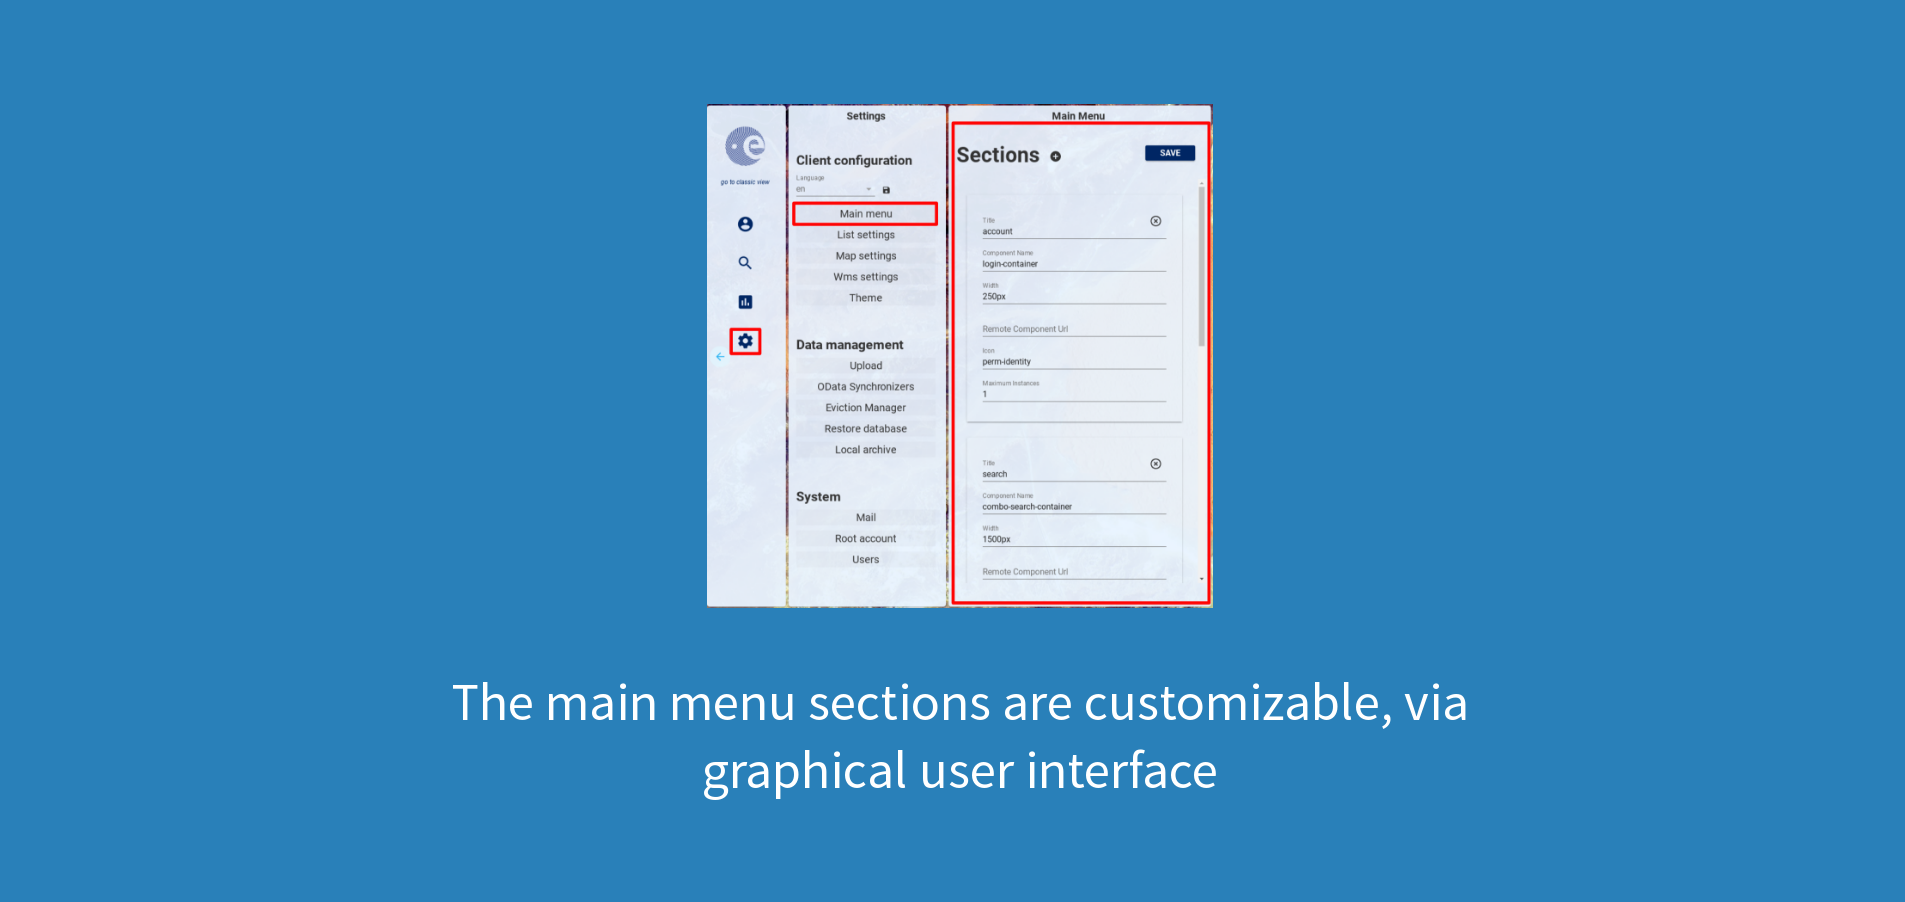 Settings
Main Menu
go to classic view
Client configuration
Language
en
Main menu
List settings
Map settings
Wms settings
Theme
Data management
Upload
OData Synchronizers
Eviction Manager
Restore database
Local archive
System
Mail
Root account
Users
Sections
SAVE
Title
account
Component Name
login-container
Width
250px
Remote Component Url
Icon
perm-identity
Maximum Instances
1
Title
search
Component Name
combo-search-container
Width
1500px
Remote Component Url
The main menu sections are customizable, via
graphical user interface